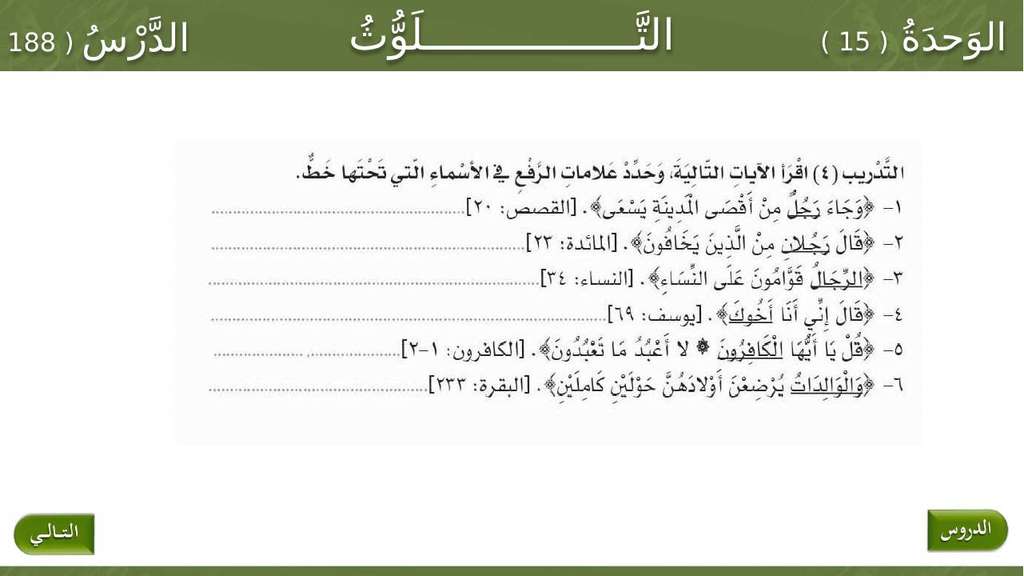 الوَحدَةُ ( 15 ) التَّـــــــــــــــــــلَوُّثُ الدَّرْسُ ( 188
التَّدْريب (٤) اقْرَأ الآياتِ التّالِيَةَ، وَحَدِّدْ عَلاماتِ الرَّفْعِ في الأسْماءِ الّتي تَحْتَها خَطٌّ.
١- ﴿وَجَاءَ رَجُلٌ مِنْ أَقْصَى الْمَدِينَةِ يَسْعَى﴾. [القصص: ٢٠]
٢- ﴿قَالَ رَجُلانِ مِنْ الَّذِينَ يَخَافُونَ﴾. [المائدة: ٢٣]
٣- ﴿الرِّجَالُ قَوَّامُونَ عَلَى النِّسَاءِ﴾. [النساء: ٣٤]
٤- ﴿قَالَ إِنِّي أَنَا أَخُوكَ﴾. [يوسف: ٦٩]
٥- ﴿قُلْ يَا أَيُّهَا الْكَافِرُونَ * لا أَعْبُدُ مَا تَعْبُدُونَ﴾. [الكافرون: ١-٢]
٦- ﴿وَالْوَالِدَاتُ يُرْضِعْنَ أَوْلادَهُنَّ حَوْلَيْنِ كَامِلَيْنِ﴾. [البقرة: ٢٣٣]
الدروس
التـالـي